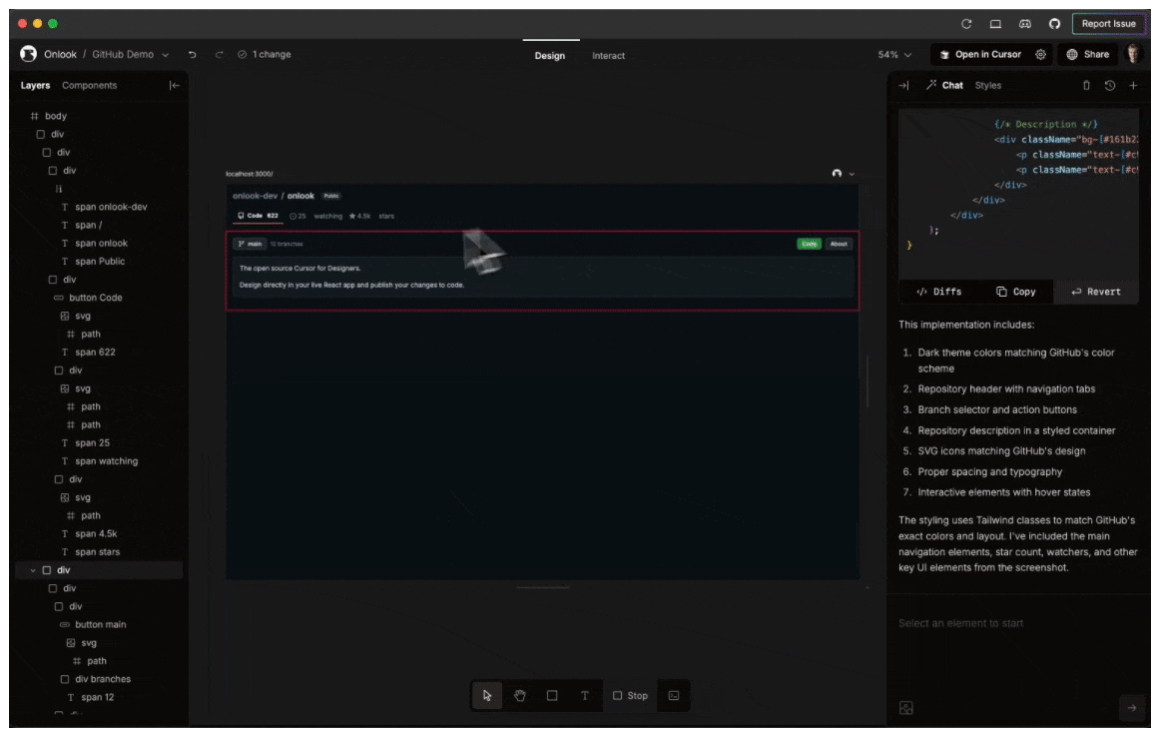 Report Issue
Onlook / GitHub Demo
1 change
Design
Interact
54%
Open in Cursor
Share
Layers
Components
body
div
div
div
li
span onlook-dev
span /
span onlook
span Public
div
button Code
svg
path
span 622
div
svg
path
path
span 25
span watching
div
svg
path
span 4.5k
span stars
div
div
div
button main
svg
path
div branches
span 12
localhost:3000/
onlook-dev / onlook Public
Code 622 25 watching 4.5k stars
main 12 branches
Code About
The open source Cursor for Designers.
Design directly in your live React app and publish your changes to code.
Stop
Chat
Styles
{/* Description */}
<div className="bg-[#161b2
<p className="text-[#c
<p className="text-[#c
</div>
</div>
</div>
);
}
Diffs
Copy
Revert
This implementation includes:
1. Dark theme colors matching GitHub's color
scheme
2. Repository header with navigation tabs
3. Branch selector and action buttons
4. Repository description in a styled container
5. SVG icons matching GitHub's design
6. Proper spacing and typography
7. Interactive elements with hover states
The styling uses Tailwind classes to match GitHub's
exact colors and layout. I've included the main
navigation elements, star count, watchers, and other
key UI elements from the screenshot.
Select an element to start